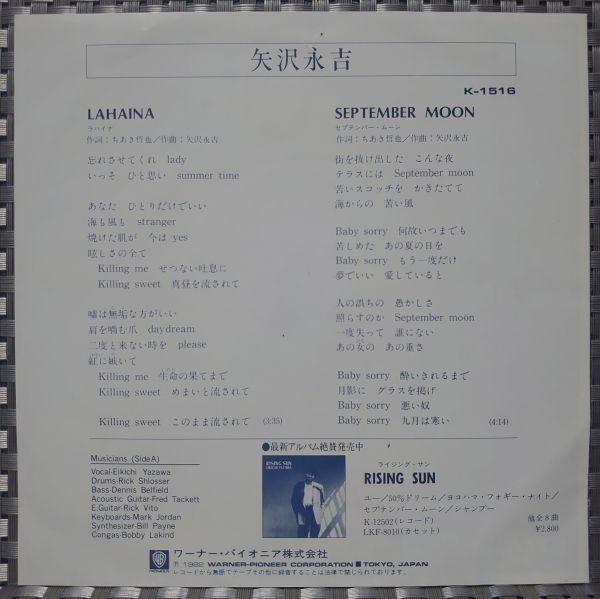 矢沢永吉
K-1516
LAHAINA
ラハイナ
作詞：ちあき哲也／作曲：矢沢永吉
忘れさせてくれ lady
いっそ ひと思い summer time
あなた ひとりだけでいい
海も風も stranger
焼けた肌が 今は yes
眩しさの全て
Killing me せつない吐息に
Killing sweet 真昼を流されて
嘘は無垢な方がいい
肩を噛む爪 daydream
二度と来ない時を please
紅に嫉いて
Killing me 生命の果てまで
Killing sweet めまいと流されて
Killing sweet このまま流されて (3:35)
SEPTEMBER MOON
セプテンバー・ムーン
作詞：ちあき哲也／作曲：矢沢永吉
街を抜け出した こんな夜
テラスには September moon
苦いスコッチを かきたてて
海からの 苦い風
Baby sorry 何故いつまでも
苦しめた あの夏の日を
Baby sorry もう一度だけ
夢でいい 愛していると
人の誤ちの 愚かしさ
照らすのか September moon
一度失って 誰にない
あの女の あの重さ
Baby sorry 酔いきれるまで
月影に グラスを掲げ
Baby sorry 悪い奴
Baby sorry 九月は寒い (4:14)
Musicians (Side A)
Vocal-Eikichi Yazawa
Drums-Rick Shlosser
Bass-Dennis Belfield
Acoustic Guitar-Fred Tackett
E.Guitar-Rick Vito
Keyboards-Mark Jordan
Synthesizer-Bill Payne
Congas-Bobby Lakind
●最新アルバム絶賛発売中
RISING SUN
ライジング・サン
RISING SUN
ユー／50%ドリーム／ヨコハマ・フォギー・ナイト／
セプテンバー・ムーン／シャンプー
他全8曲
K-12502(レコード)
LKF-8010(カセット)
¥2,800
PIONEER
ワーナー・パイオニア株式会社
℗ 1982 WARNER-PIONEER CORPORATION ■ TOKYO, JAPAN
レコードから無断でテープその他に録音することは法律で禁じられております。